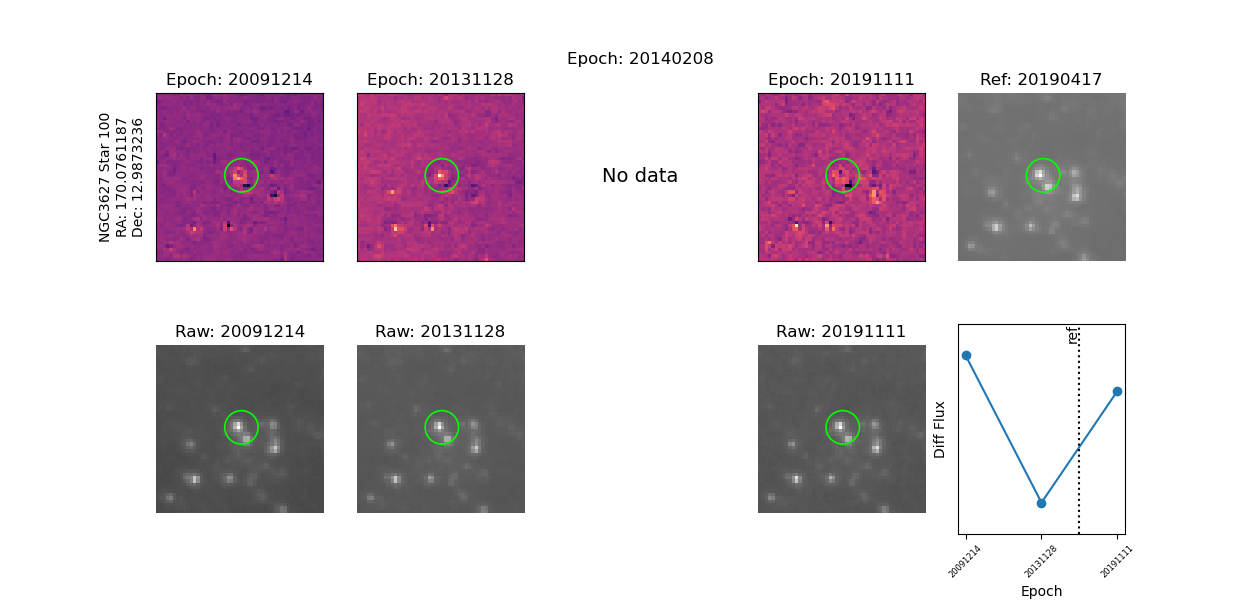 Epoch: 20140208
Epoch: 20091214
Epoch: 20131128
Epoch: 20191111
Ref: 20190417
NGC3627 Star 100
RA: 170.0761187
Dec: 12.9873236
No data
Raw: 20091214
Raw: 20131128
Raw: 20191111
ref
Diff Flux
20091214
20131128
20191111
Epoch